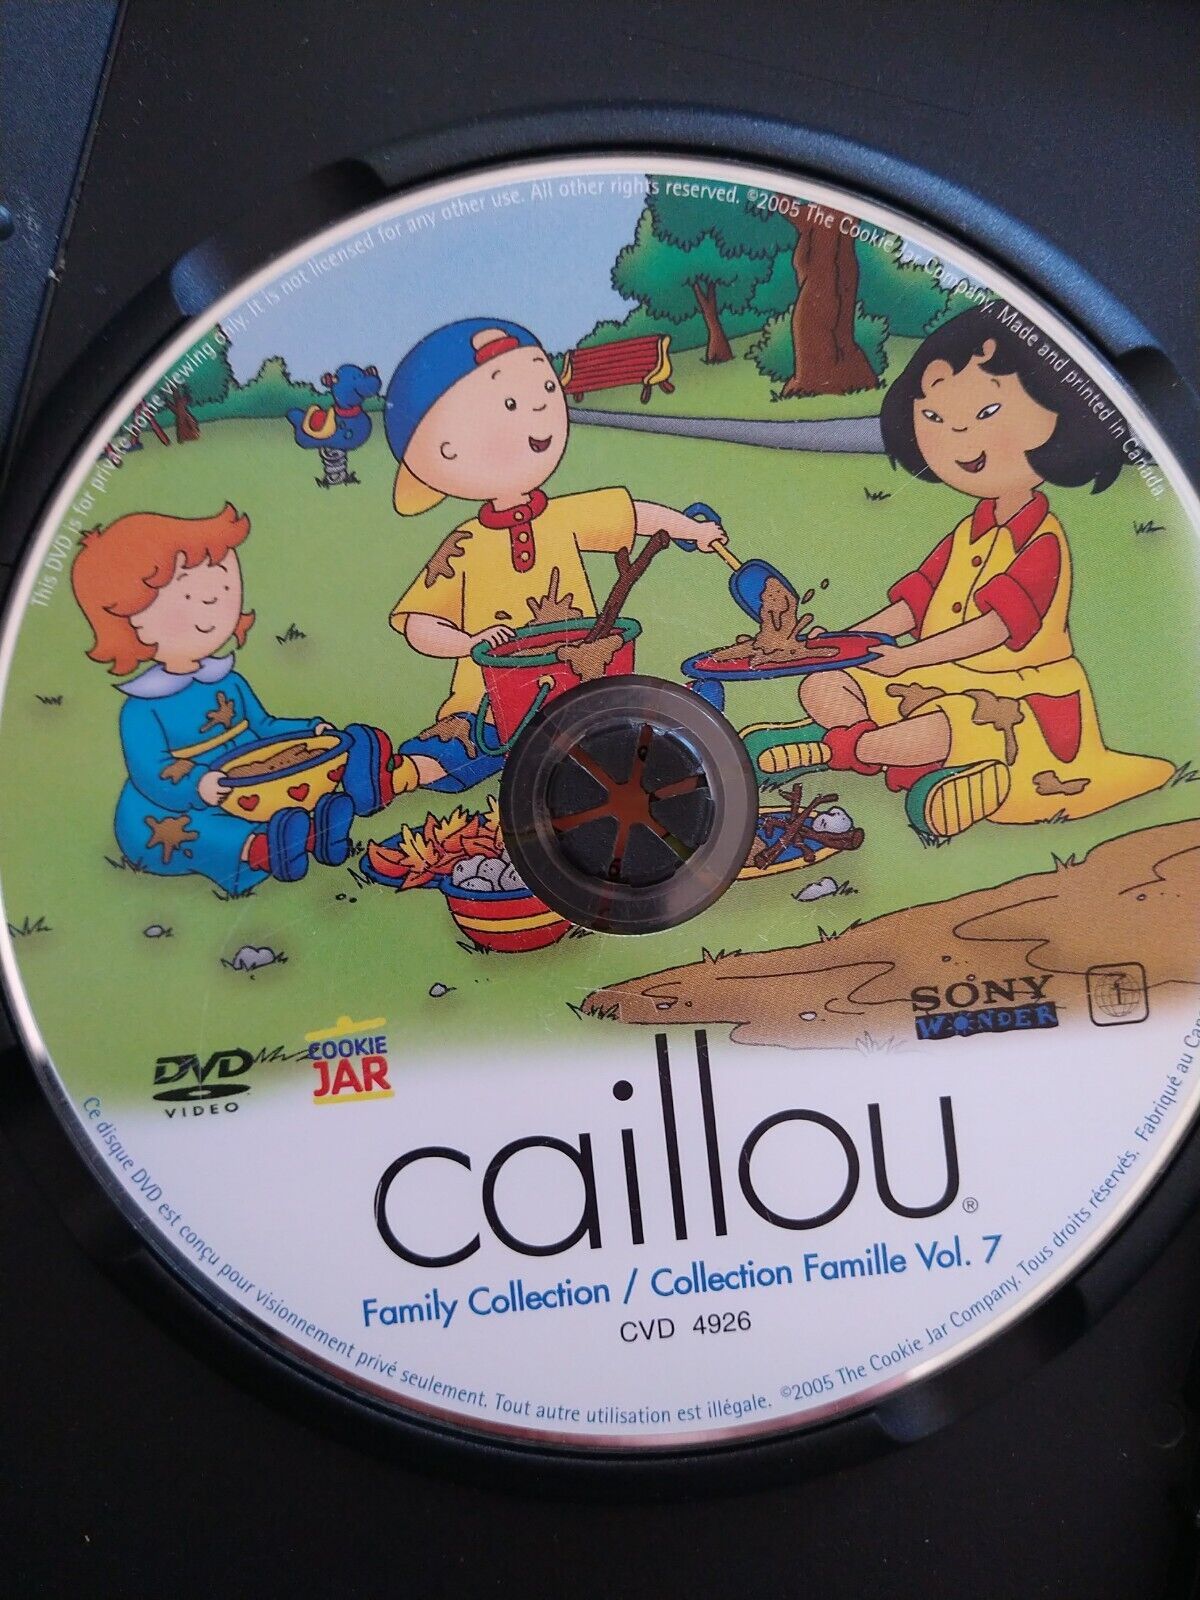 This DVD is for private home viewing only. It is not licensed for any other use. All other rights reserved. ©2005 The Cookie Jar Company. Made and printed in Canada.
SONY
WONDER
DVD
VIDEO
COOKIE
JAR
caillou®
Family Collection / Collection Famille Vol. 7
CVD 4926
Ce disque DVD est conçu pour visionnement privé seulement. Tout autre utilisation est illégale. ©2005 The Cookie Jar Company. Tous droits réservés. Fabriqué au